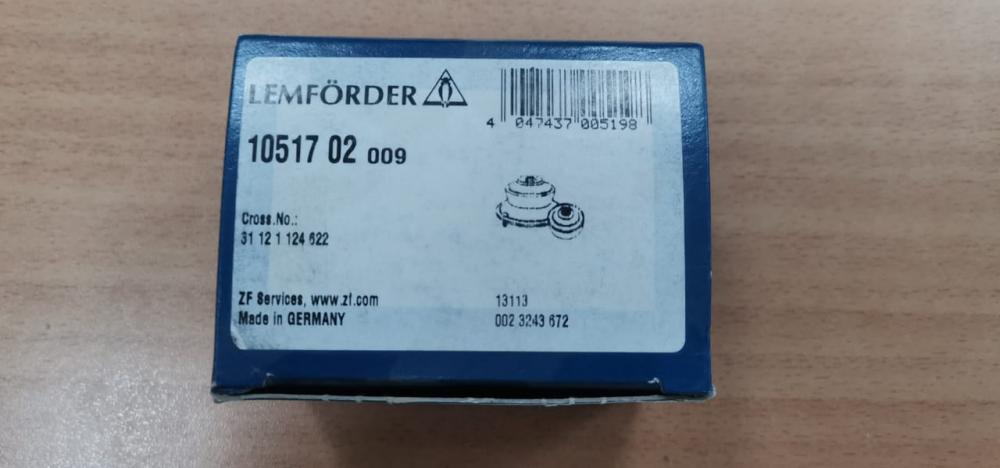 LEMFÖRDER
4 047437 005198
10517 02 009
Cross.No.:
31 12 1 124 622
ZF Services, www.zf.com
Made in GERMANY
13113
002 3243 672